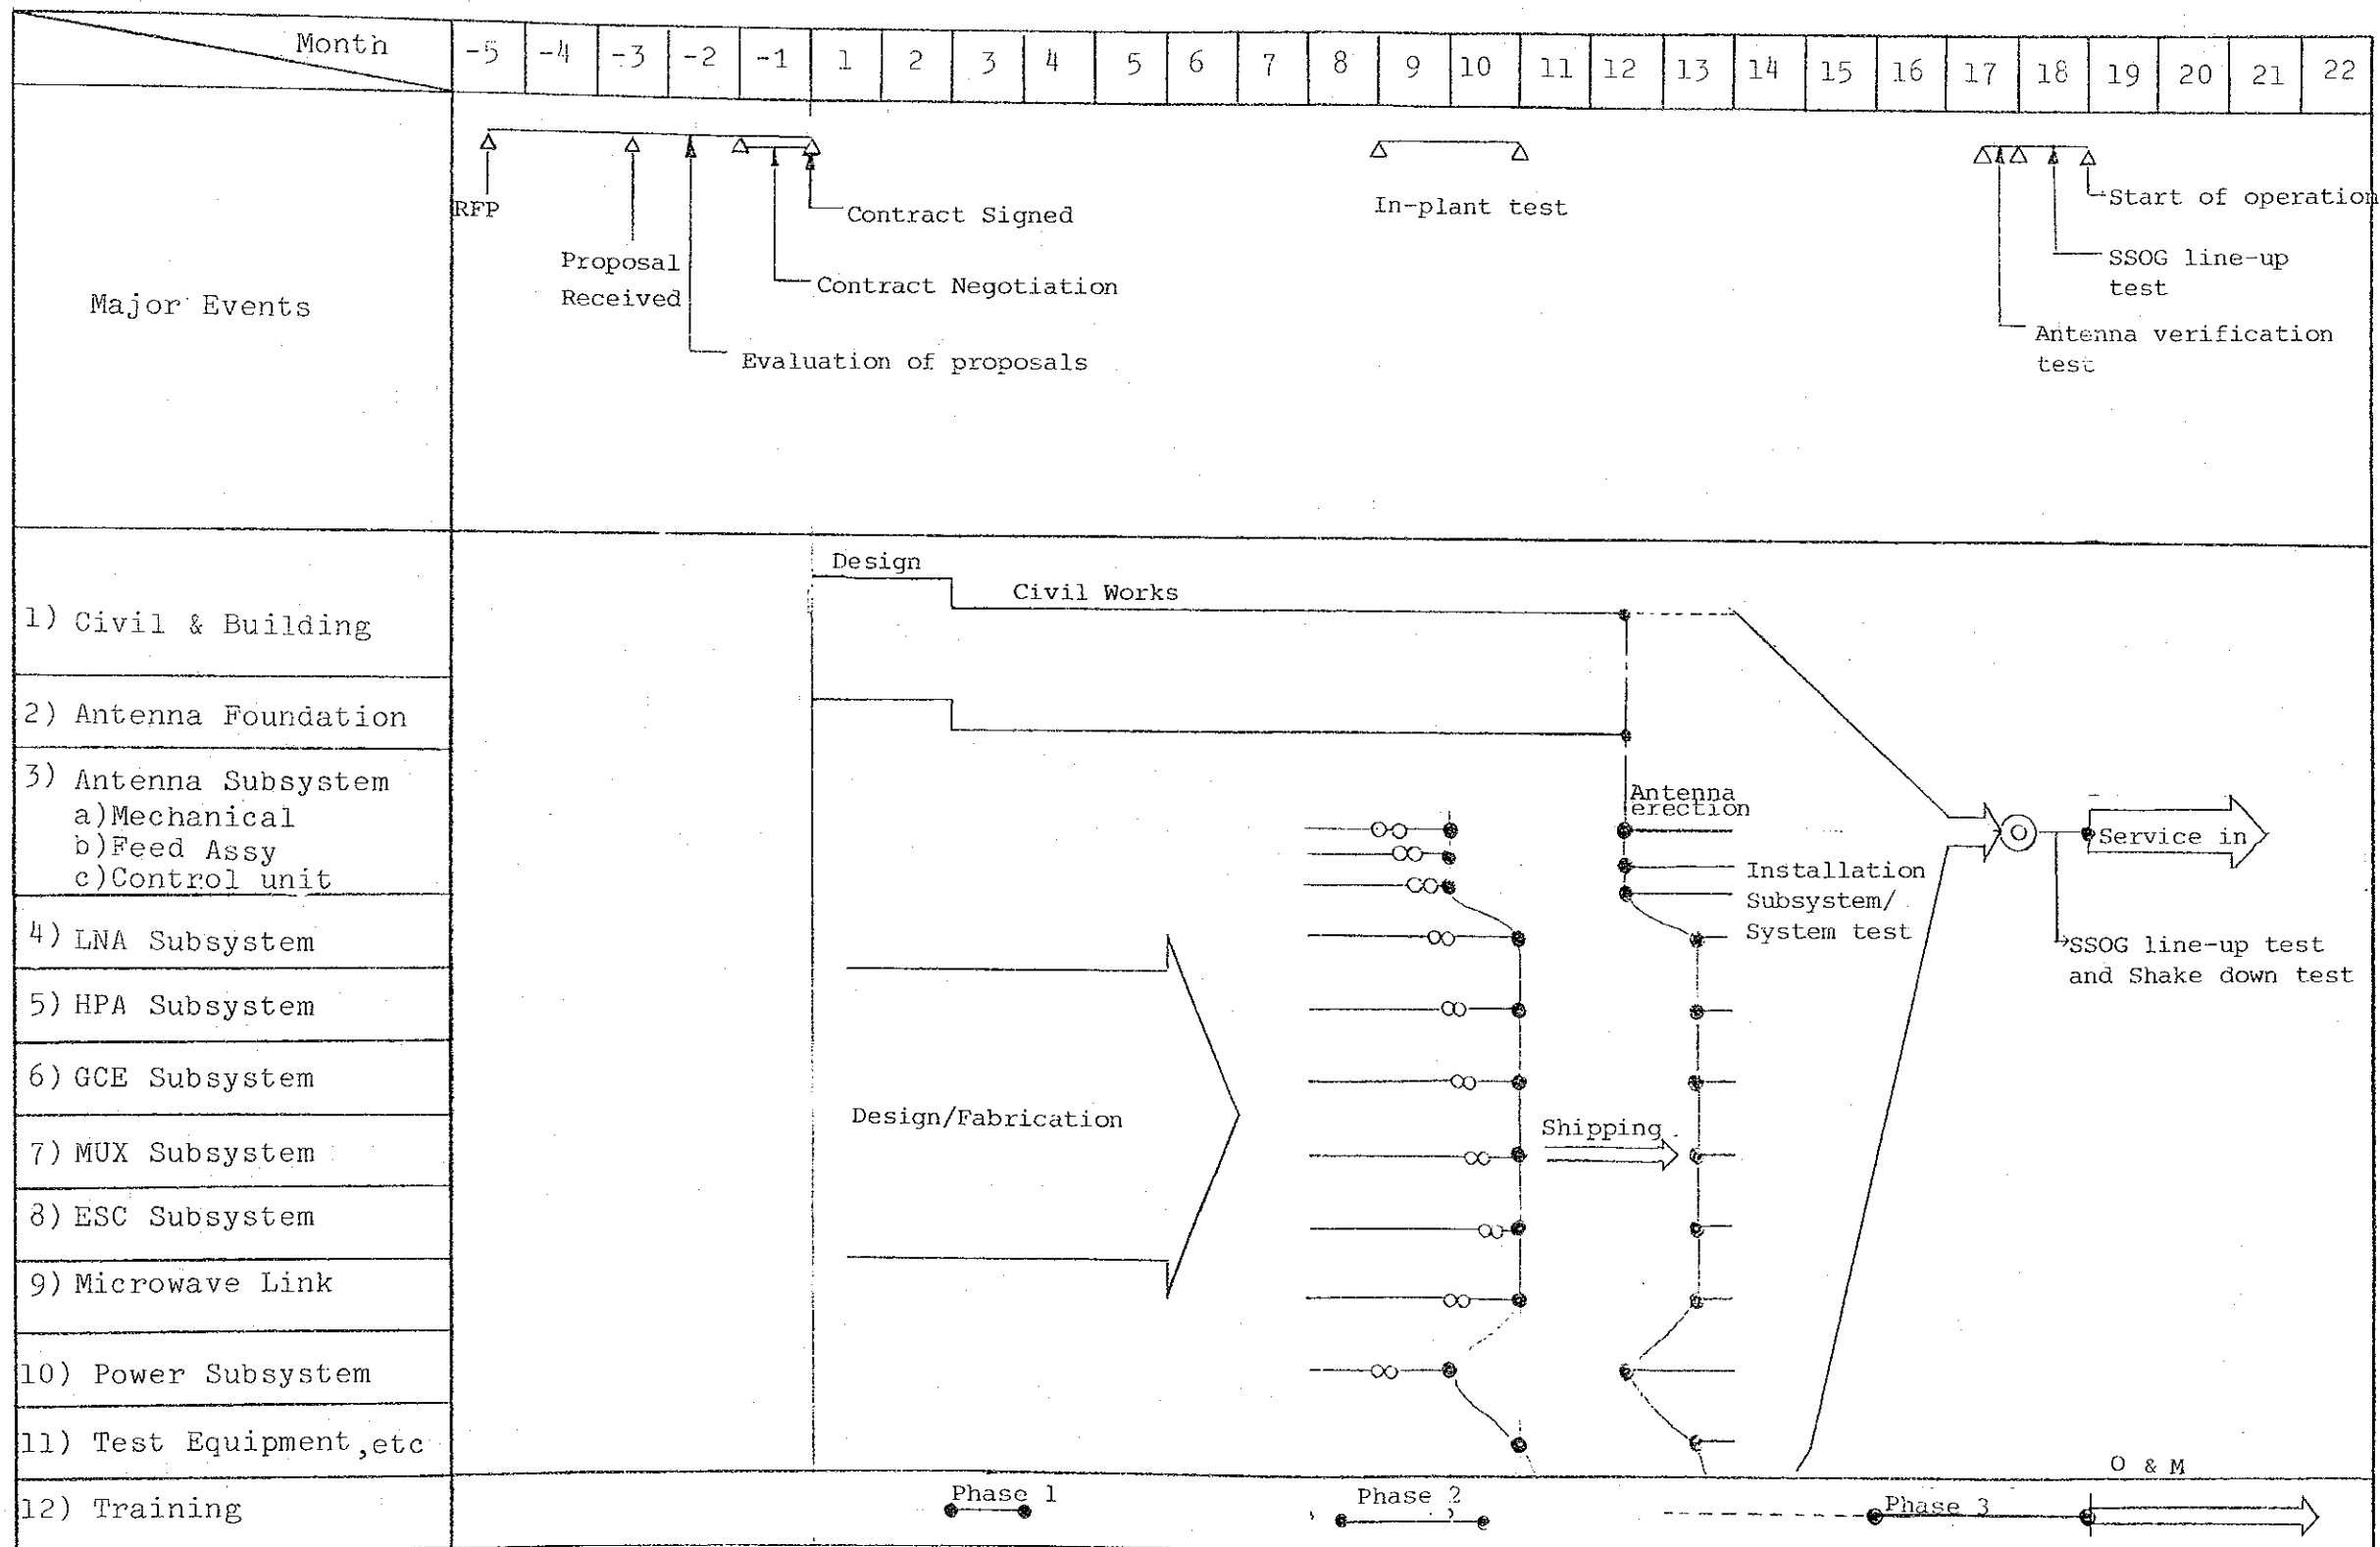 Month -5 -4 -3 -2 -1 1 2 3 4 5 6 7 8 9 10 11 12 13 14 15 16 17 18 19 20 21 22
Major Events
RFP
Proposal
Received
Contract Signed
Contract Negotiation
Evaluation of proposals
In-plant test
Start of operation
SSOG line-up
test
Antenna verification
test
1) Civil & Building
Design
Civil Works
2) Antenna Foundation
3) Antenna Subsystem
a)Mechanical
b)Feed Assy
c)Control unit
Antenna
erection
Installation
Subsystem/
System test
Service in
SSOG line-up test
and Shake down test
4) LNA Subsystem
5) HPA Subsystem
6) GCE Subsystem
Design/Fabrication
7) MUX Subsystem
Shipping
8) ESC Subsystem
9) Microwave Link
10) Power Subsystem
11) Test Equipment,etc
12) Training
Phase 1
Phase 2
Phase 3
O & M